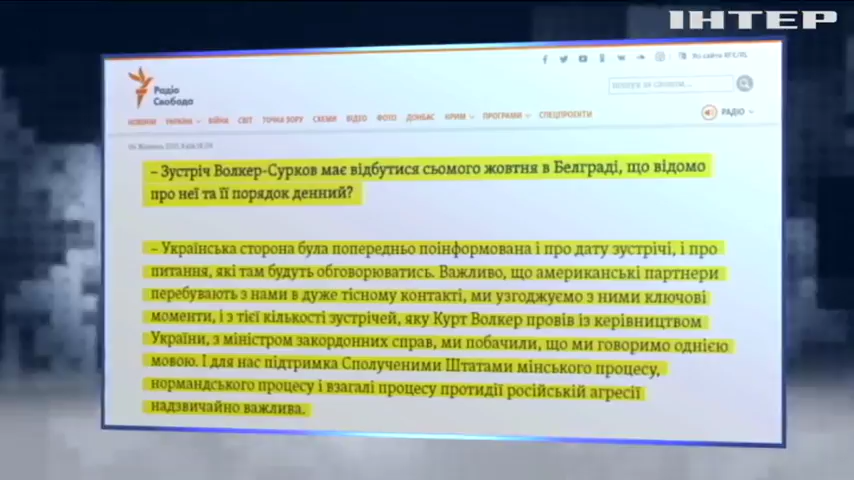 ІНТЕР
Всі сайти RFE/RL
Радіо
Свобода
НОВИНИ УКРАЇНА ВІЙНА СВІТ ТОЧКА ЗОРУ СХЕМИ ВІДЕО ФОТО ДОНБАС КРИМ ПРОГРАМИ СПЕЦПРОЕКТИ РАДІО
– Зустріч Волкер-Сурков має відбутися сьомого жовтня в Белграді, що відомо
про неї та її порядок денний?
– Українська сторона була попередньо поінформована і про дату зустрічі, і про
питання, які там будуть обговорюватись. Важливо, що американські партнери
перебувають з нами в дуже тісному контакті, ми узгоджуємо з ними ключові
моменти, і з тієї кількості зустрічей, яку Курт Волкер провів із керівництвом
України, з міністром закордонних справ, ми побачили, що ми говоримо однією
мовою. І для нас підтримка Сполученими Штатами мінського процесу,
нормандського процесу і взагалі процесу протидії російській агресії
надзвичайно важлива.